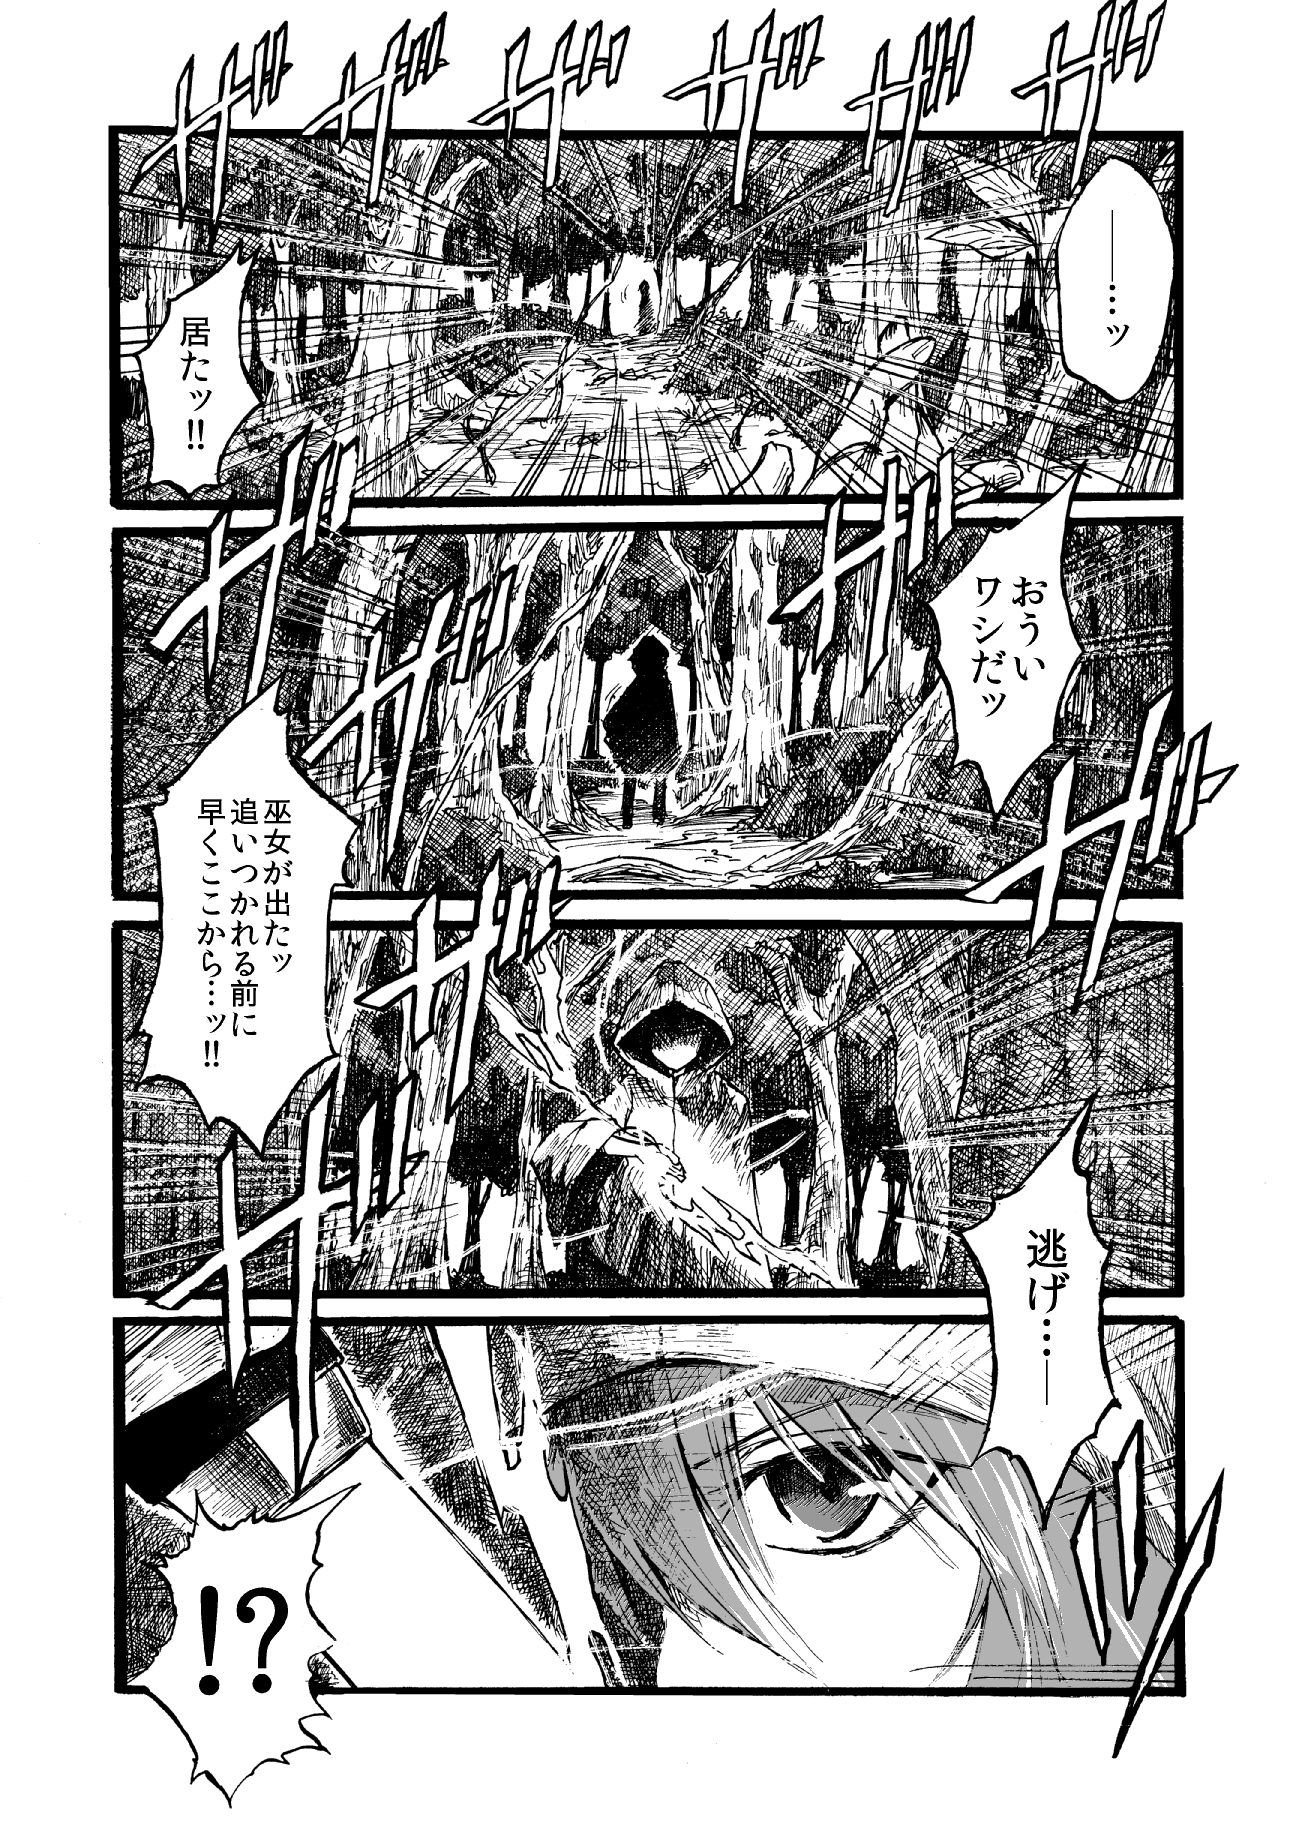 ザザザザザザ
――…ッ
居たッ!!
ザ
ザ
ザ
おうい
ワシだッ
ザ
巫女が出たッ
追いつかれる前に
早くここから…ッ!!
ザ
ザ
逃げ…――
ザッ
!?